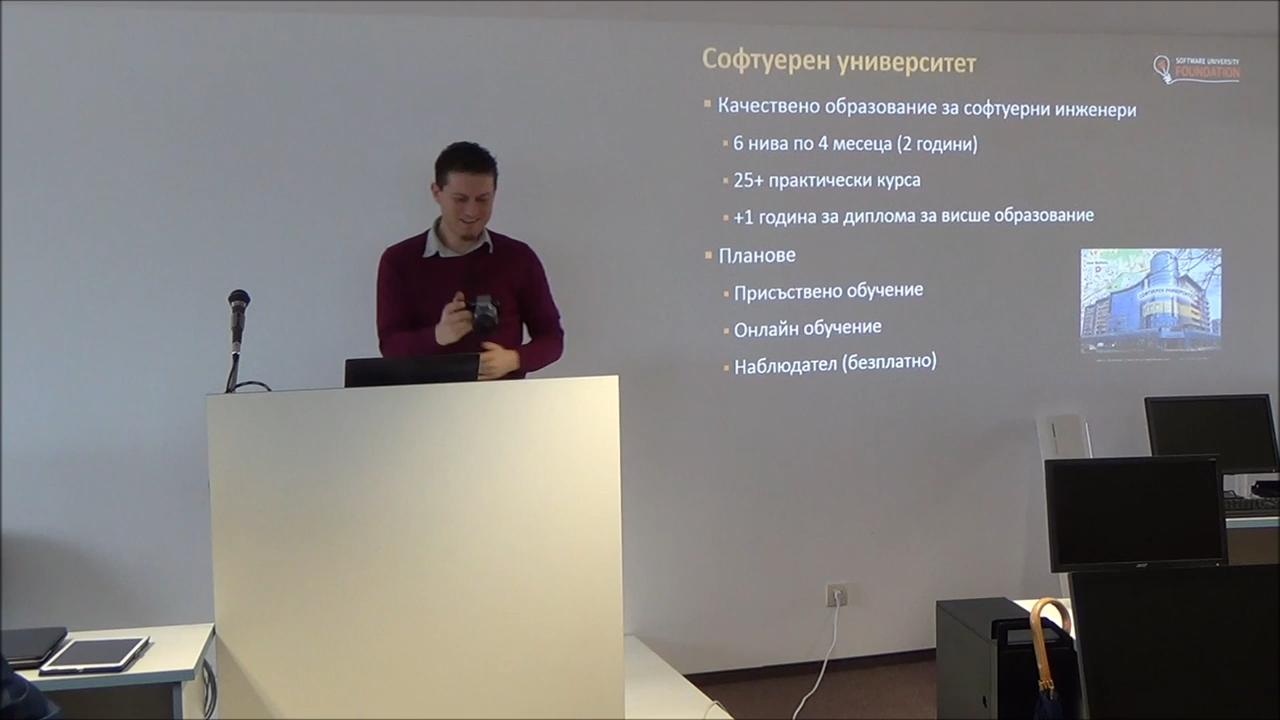 Софтуерен университет
SOFTWARE UNIVERSITY
FOUNDATION
Качествено образование за софтуерни инженери
6 нива по 4 месеца (2 години)
25+ практически курса
+1 година за диплома за висше образование
Планове
Присъствено обучение
Онлайн обучение
Наблюдател (безплатно)
acer